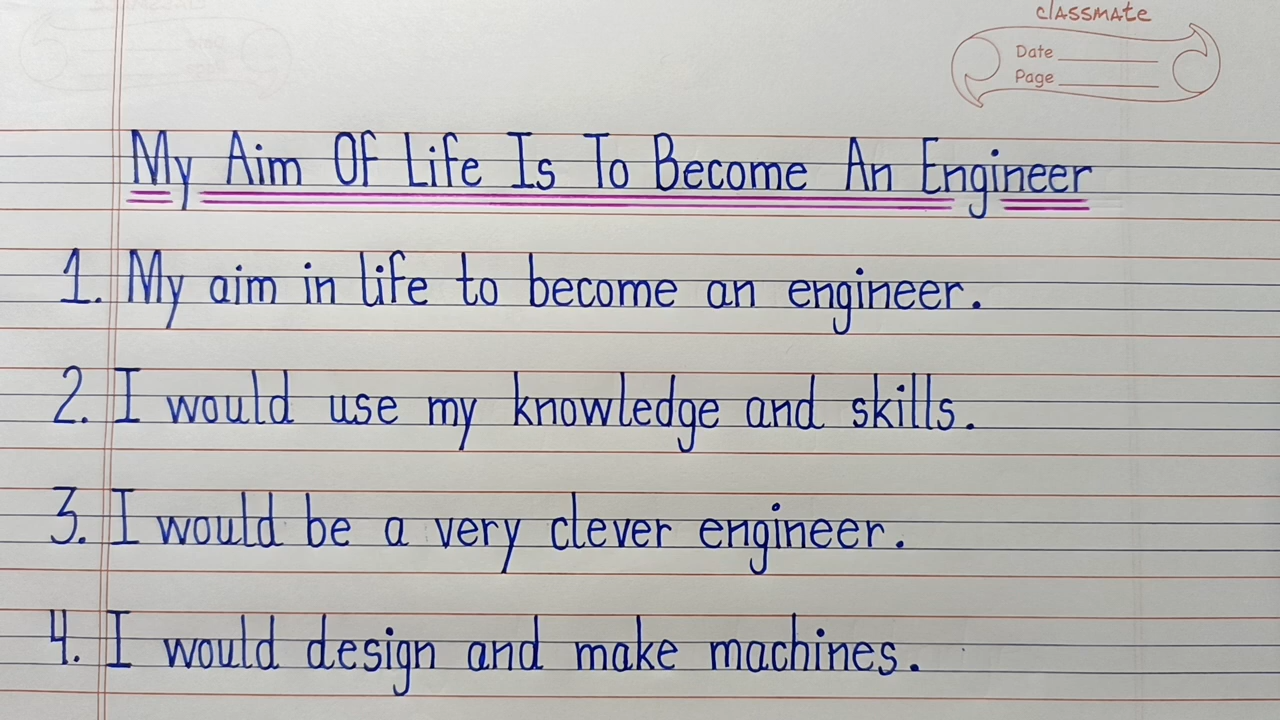 classmate
Date
Page
My Aim Of Life Is To Become An Engineer
1. My aim in life to become an engineer.
2. I would use my knowledge and skills.
3. I would be a very clever engineer.
4. I would design and make machines.